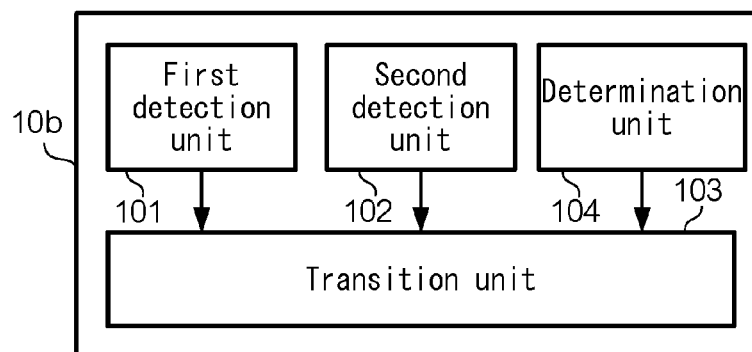 First
detection
unit
Second
detection
unit
Determination
unit
10b
101
102
104
103
Transition unit